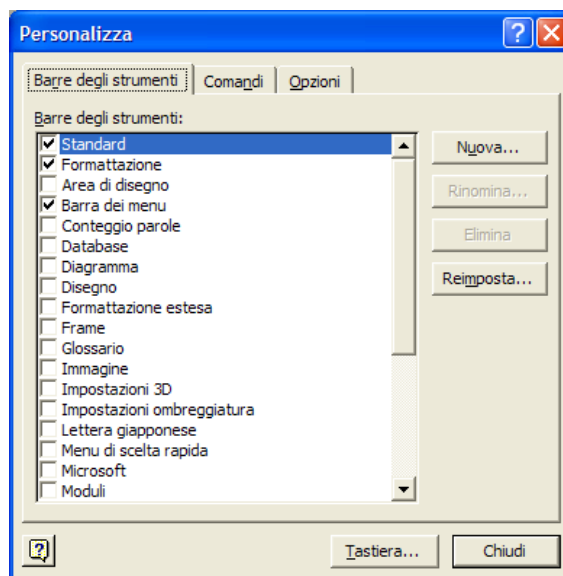 Personalizza
Barre degli strumenti Comandi Opzioni
Barre degli strumenti:
Standard
Formattazione
Area di disegno
Barra dei menu
Conteggio parole
Database
Diagramma
Disegno
Formattazione estesa
Frame
Glossario
Immagine
Impostazioni 3D
Impostazioni ombreggiatura
Lettera giapponese
Menu di scelta rapida
Microsoft
Moduli
Nuova...
Rinomina...
Elimina
Reimposta...
Tastiera... Chiudi